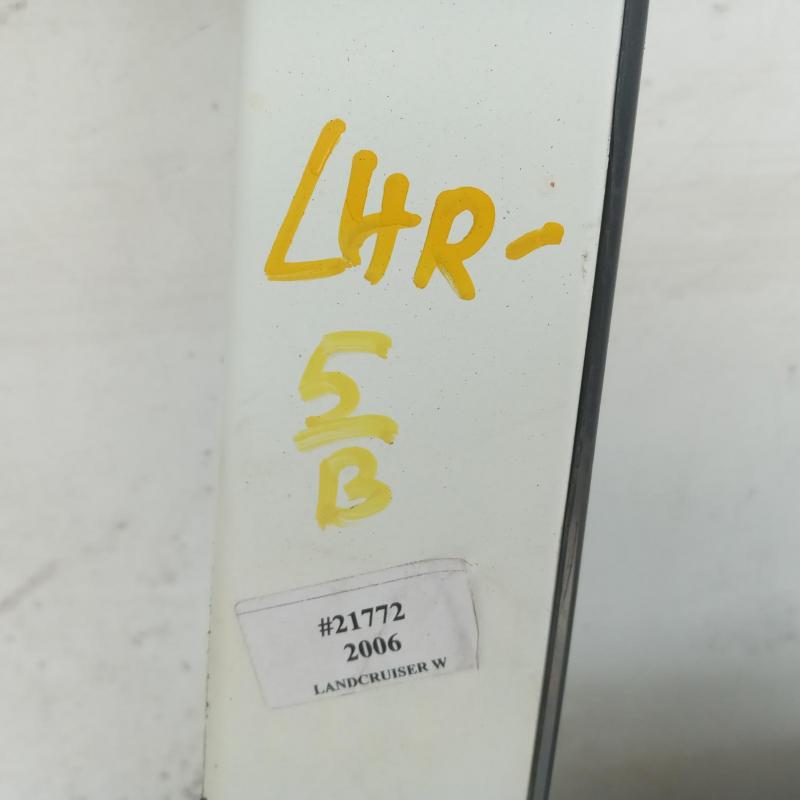 LHR-
5
B
#21772
2006
LANDCRUISER W